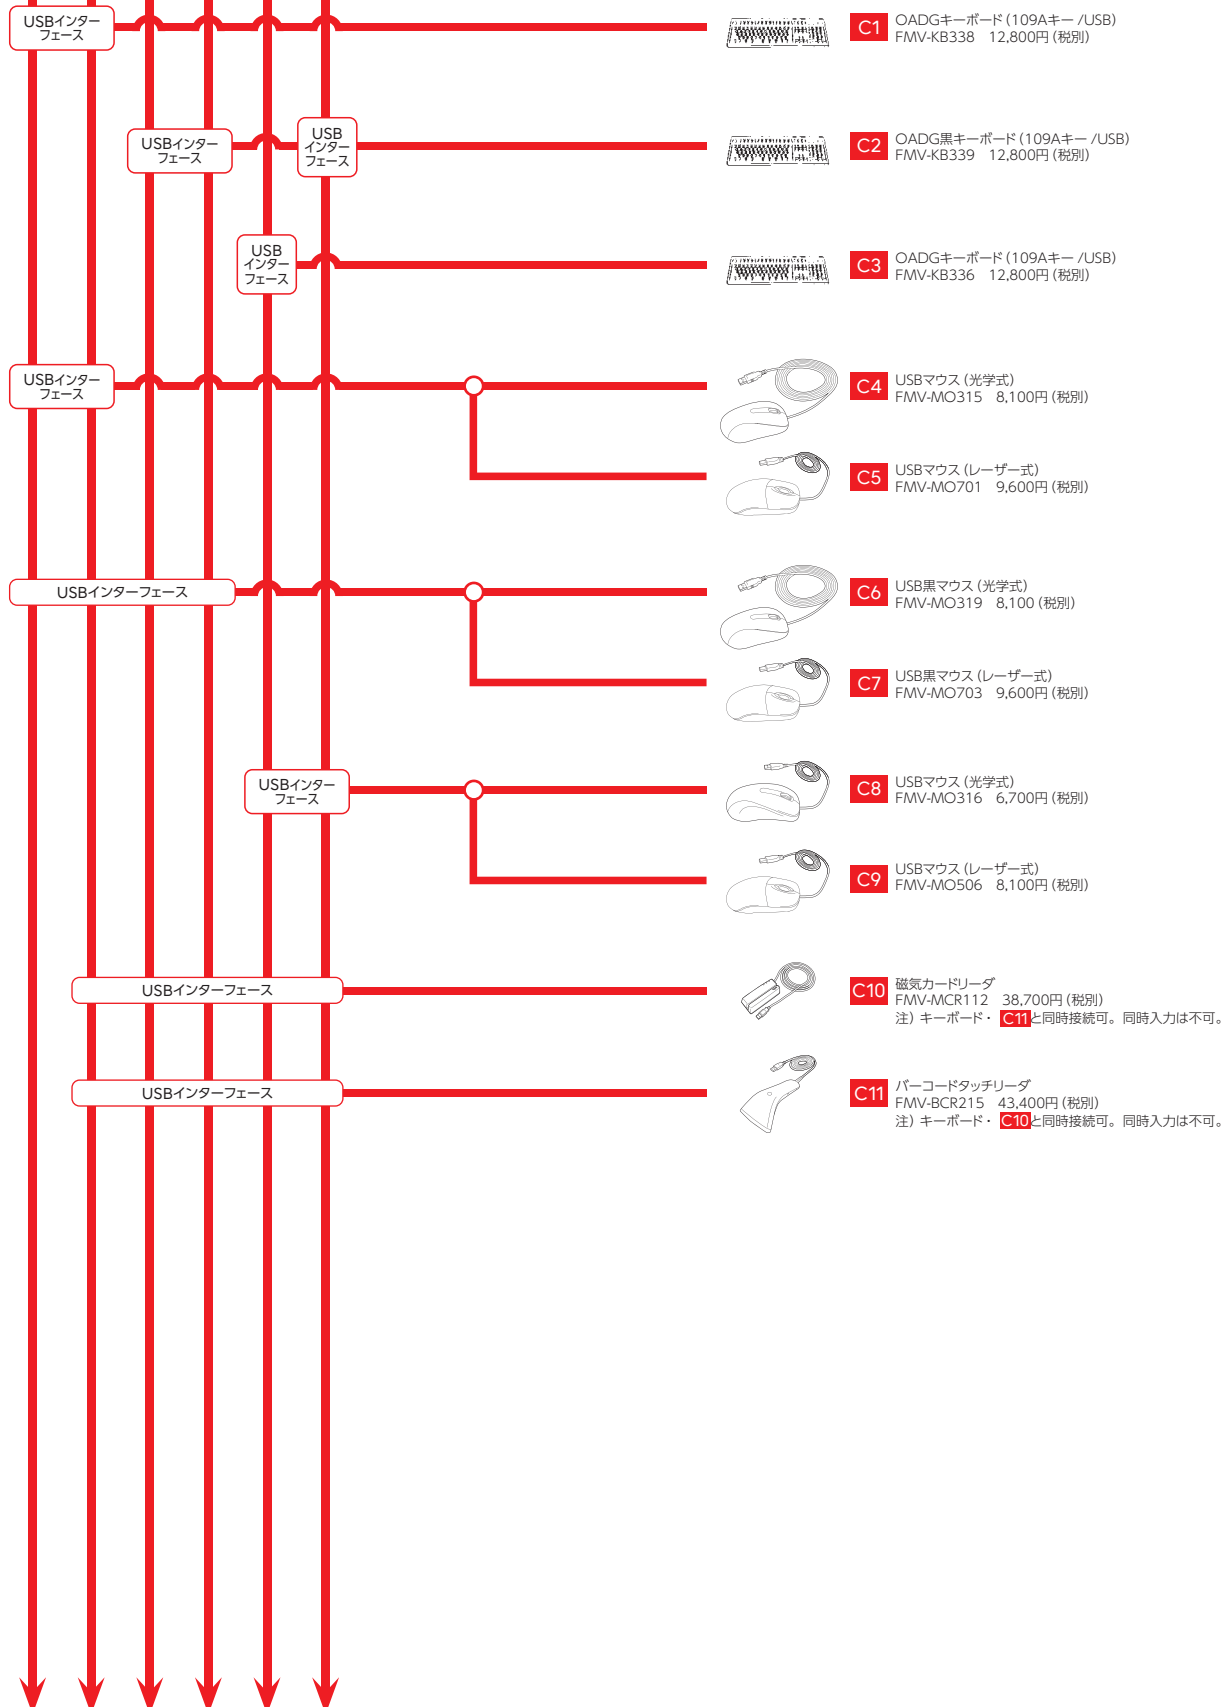 USBインター
フェース
C1
OADGキーボード(109Aキー /USB)
FMV-KB338 12,800円(税別)
USBインター
フェース
USB
インター
フェース
C2
OADG黒キーボード(109Aキー /USB)
FMV-KB339 12,800円(税別)
USB
インター
フェース
C3
OADGキーボード(109Aキー /USB)
FMV-KB336 12,800円(税別)
USBインター
フェース
C4
USBマウス(光学式)
FMV-MO315 8,100円(税別)
C5
USBマウス(レーザー式)
FMV-MO701 9,600円(税別)
USBインターフェース
C6
USB黒マウス(光学式)
FMV-MO319 8,100(税別)
C7
USB黒マウス(レーザー式)
FMV-MO703 9,600円(税別)
USBインター
フェース
C8
USBマウス(光学式)
FMV-MO316 6,700円(税別)
C9
USBマウス(レーザー式)
FMV-MO506 8,100円(税別)
USBインターフェース
C10
磁気カードリーダ
FMV-MCR112 38,700円(税別)
注)キーボード・ C11と同時接続可。同時入力は不可。
USBインターフェース
C11
バーコードタッチリーダ
FMV-BCR215 43,400円(税別)
注)キーボード・ C10と同時接続可。同時入力は不可。